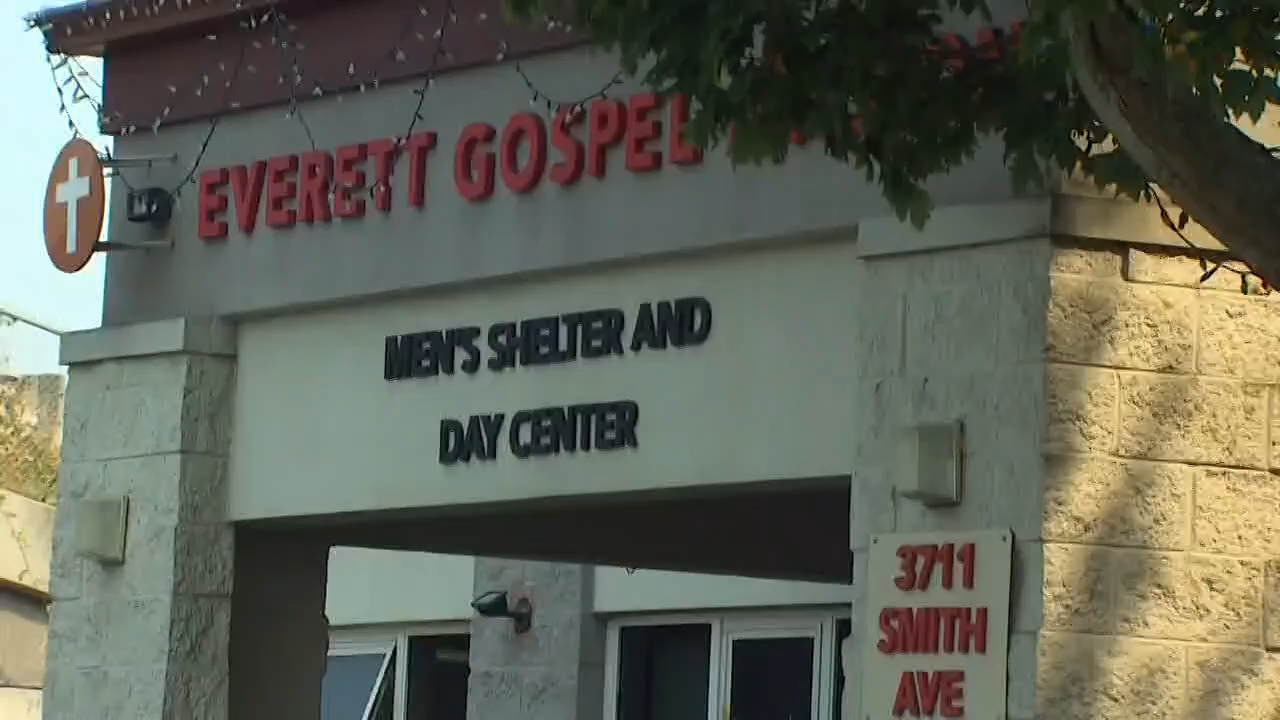 EVERETT GOSPEL
MEN'S SHELTER AND
DAY CENTER
3711
SMITH
AVE